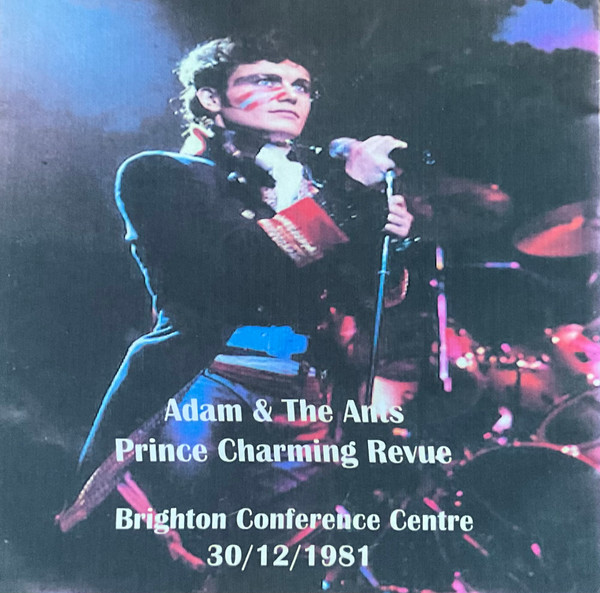 Adam & The Ants
Prince Charming Revue
Brighton Conference Centre
30/12/1981